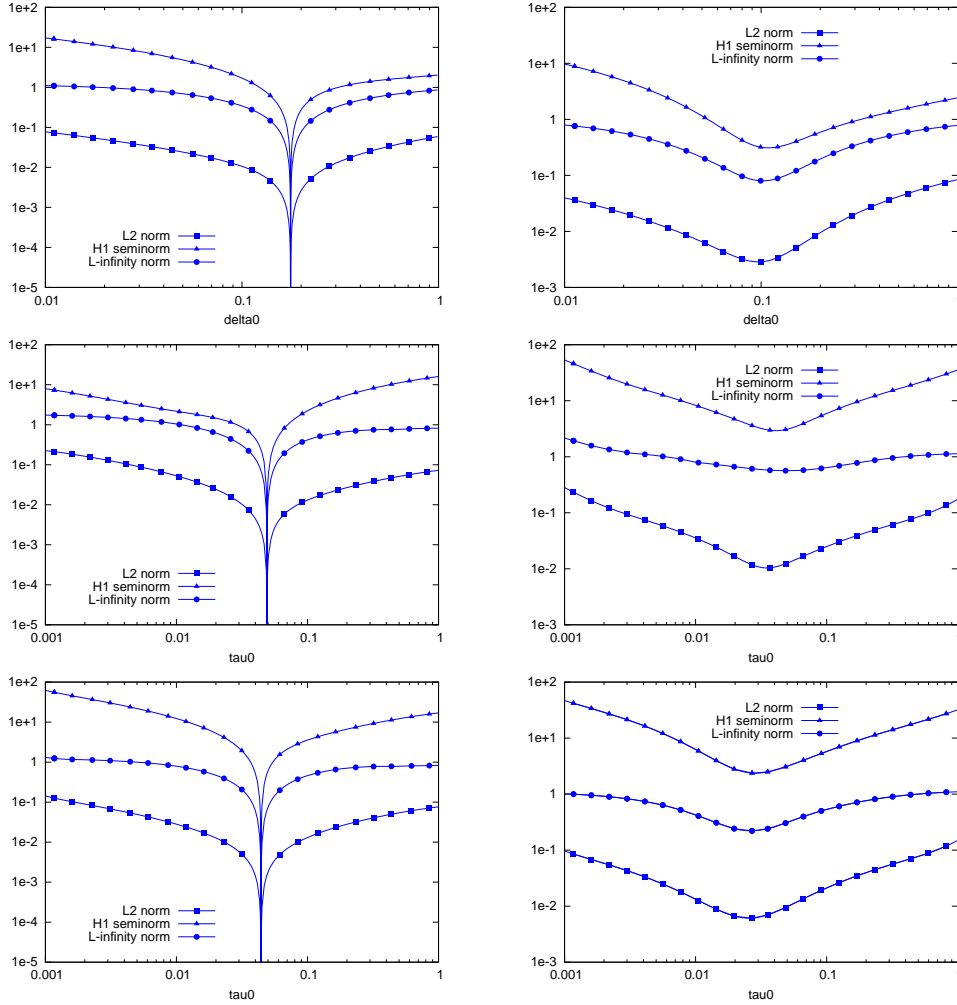 1e+2
1e+1
1
1e-1
1e-2
1e-3
1e-4
1e-5
0.01
0.1
1
delta0
L2 norm
H1 seminorm
L-infinity norm
1e+2
1e+1
1
1e-1
1e-2
1e-3
0.01
0.1
1
delta0
L2 norm
H1 seminorm
L-infinity norm
1e+2
1e+1
1
1e-1
1e-2
1e-3
1e-4
1e-5
0.001
0.01
0.1
1
tau0
L2 norm
H1 seminorm
L-infinity norm
1e+2
1e+1
1
1e-1
1e-2
1e-3
0.001
0.01
0.1
1
tau0
L2 norm
H1 seminorm
L-infinity norm
1e+2
1e+1
1
1e-1
1e-2
1e-3
1e-4
1e-5
0.001
0.01
0.1
1
tau0
L2 norm
H1 seminorm
L-infinity norm
1e+2
1e+1
1
1e-1
1e-2
1e-3
0.001
0.01
0.1
1
tau0
L2 norm
H1 seminorm
L-infinity norm